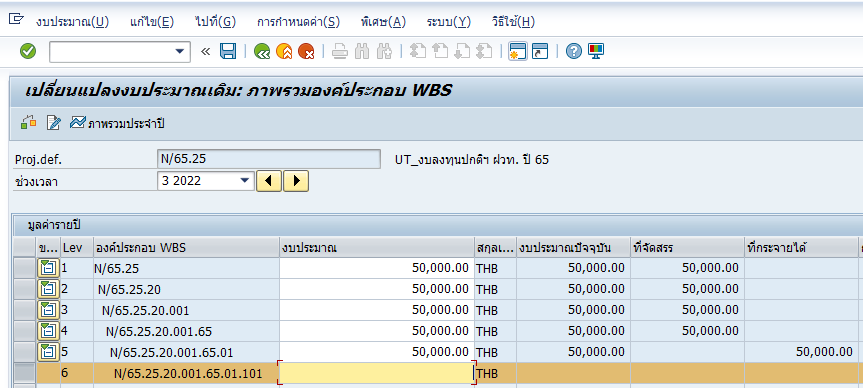 งบประมาณ(U) แก้ไข(E) ไปที่(G) การกำหนดค่า(S) พิเศษ(A) ระบบ(Y) วิธีใช้(H)
เปลี่ยนแปลงงบประมาณเดิม: ภาพรวมองค์ประกอบ WBS
ภาพรวมประจำปี
Proj.def. N/65.25 UT_งบลงทุนปกติฯ ฝวท. ปี 65
ช่วงเวลา 3 2022
มูลค่ารายปี
ข... Lev องค์ประกอบ WBS งบประมาณ สกุลเ... งบประมาณปัจจุบัน ที่จัดสรร ที่กระจายได้
1 N/65.25 50,000.00 THB 50,000.00 50,000.00
2 N/65.25.20 50,000.00 THB 50,000.00 50,000.00
3 N/65.25.20.001 50,000.00 THB 50,000.00 50,000.00
4 N/65.25.20.001.65 50,000.00 THB 50,000.00 50,000.00
5 N/65.25.20.001.65.01 50,000.00 THB 50,000.00 50,000.00
6 N/65.25.20.001.65.01.101 THB